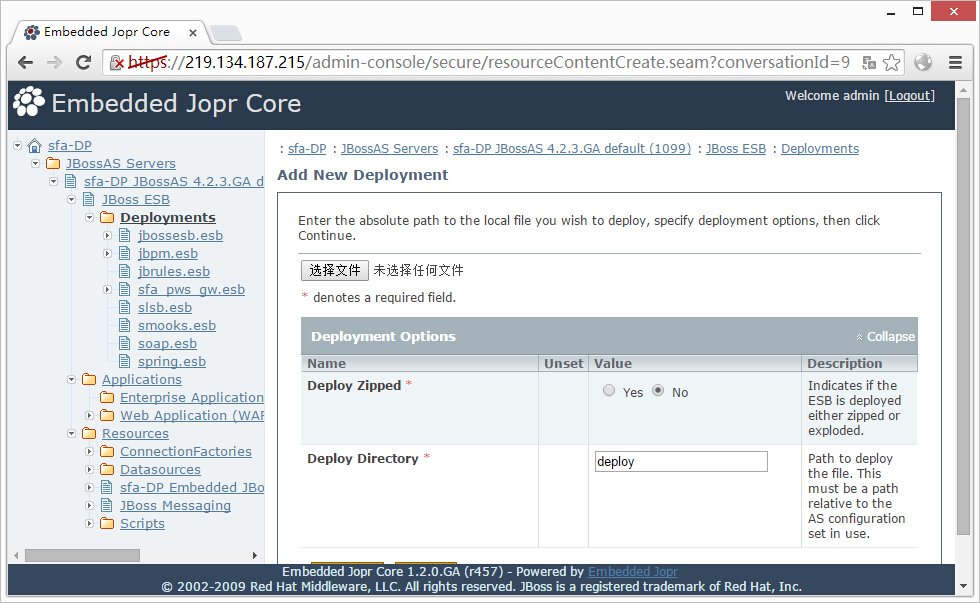 Embedded Jopr Core
https://219.134.187.215/admin-console/secure/resourceContentCreate.seam?conversationId=9
Embedded Jopr Core
Welcome admin [Logout]
sfa-DP
JBossAS Servers
sfa-DP JBossAS 4.2.3.GA d
JBoss ESB
Deployments
jbossesb.esb
jbpm.esb
jbrules.esb
sfa_pws_gw.esb
slsb.esb
smooks.esb
soap.esb
spring.esb
Applications
Enterprise Application
Web Application (WAR
Resources
ConnectionFactories
Datasources
sfa-DP Embedded JBo
JBoss Messaging
Scripts
: sfa-DP : JBossAS Servers : sfa-DP JBossAS 4.2.3.GA default (1099) : JBoss ESB : Deployments
Add New Deployment
Enter the absolute path to the local file you wish to deploy, specify deployment options, then click
Continue.
选择文件 未选择任何文件
* denotes a required field.
Deployment Options Collapse
Name Unset Value Description
Deploy Zipped * Yes No
Indicates if the
ESB is deployed
either zipped or
exploded.
Deploy Directory * deploy
Path to deploy
the file. This
must be a path
relative to the
AS configuration
set in use.
Embedded Jopr Core 1.2.0.GA (r457) - Powered by Embedded Jopr
© 2002-2009 Red Hat Middleware, LLC. All rights reserved. JBoss is a registered trademark of Red Hat, Inc.